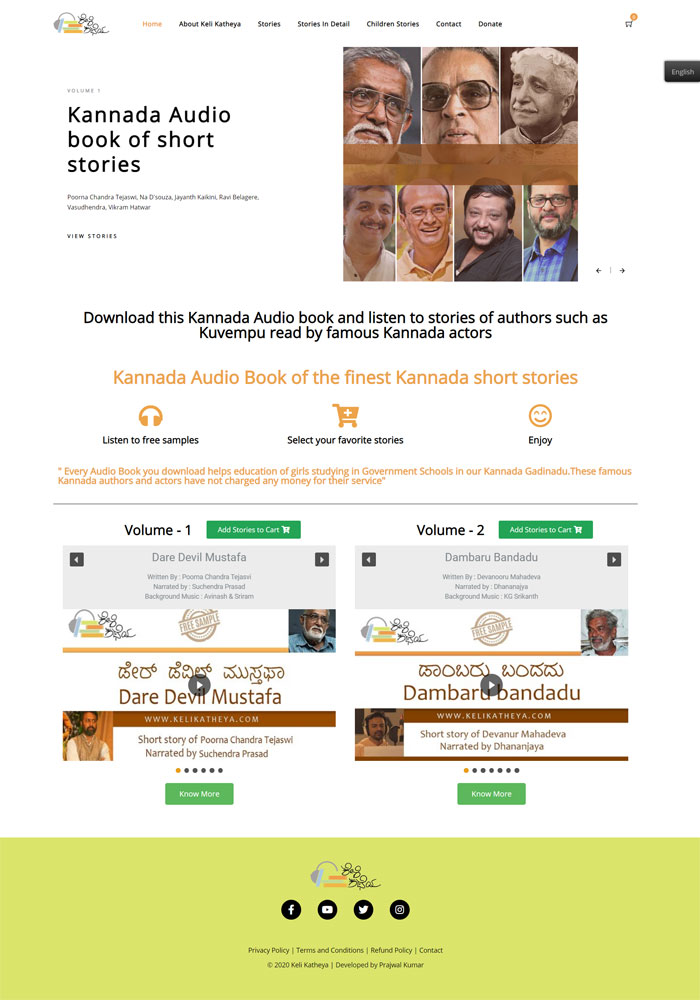 ಕೇಳಿ ಕಥೆಯ
Home
About Keli Katheya
Stories
Stories In Detail
Children Stories
Contact
Donate
0
English
VOLUME 1
Kannada Audio
book of short
stories
Poorna Chandra Tejaswi, Na D'souza, Jayanth Kaikini, Ravi Belagere,
Vasudhendra, Vikram Hatwar
VIEW STORIES
Download this Kannada Audio book and listen to stories of authors such as
Kuvempu read by famous Kannada actors
Kannada Audio Book of the finest Kannada short stories
Listen to free samples
Select your favorite stories
Enjoy
" Every Audio Book you download helps education of girls studying in Government Schools in our Kannada Gadinadu.These famous
Kannada authors and actors have not charged any money for their service"
Volume - 1
Add Stories to Cart
Dare Devil Mustafa
Written By : Poorna Chandra Tejasvi
Narrated by : Suchendra Prasad
Background Music : Avinash & Sriram
ಕೇಳಿ ಕಥೆಯ
FREE SAMPLE
ಡೇರ್ ಡೆವಿಲ್ ಮುಸ್ತಫಾ
Dare Devil Mustafa
WWW.KELIKATHEYA.COM
Short story of Poorna Chandra Tejaswi
Narrated by Suchendra Prasad
Know More
Volume - 2
Add Stories to Cart
Dambaru Bandadu
Written By : Devanooru Mahadeva
Narrated by : Dhananajya
Background Music : KG Srikanth
ಕೇಳಿ ಕಥೆಯ
FREE SAMPLE
ಡಾಂಬರು ಬಂದದು
Dambaru bandadu
WWW.KELIKATHEYA.COM
Short story of Devanur Mahadeva
Narrated by Dhananjaya
Know More
ಕೇಳಿ ಕಥೆಯ
Privacy Policy | Terms and Conditions | Refund Policy | Contact
© 2020 Keli Katheya | Developed by Prajwal Kumar